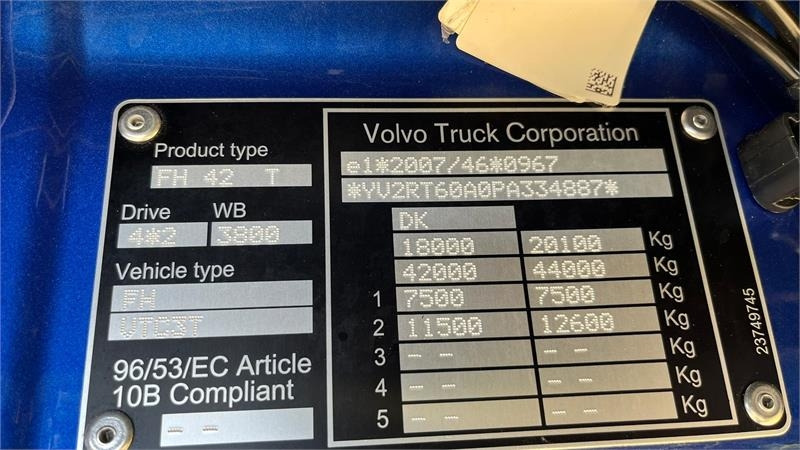 Volvo Truck Corporation
Product type
FH 42 T
e1*2007/46*0967
*YV2RT60A0PA334887*
Drive WB
4*2 3800
DK
18000 20100 Kg
Vehicle type
42000 44000 Kg
FH
1 7500 7500 Kg
VTC3T
2 11500 12600 Kg
3 -- -- Kg
96/53/EC Article
10B Compliant
4 -- -- Kg
-- 
5 -- -- Kg
23749745